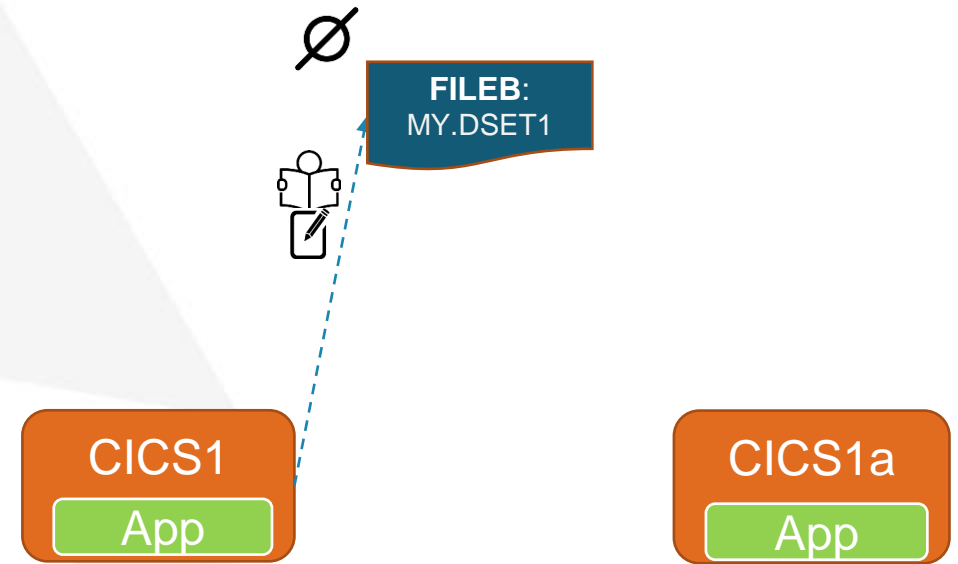 FILEB:
MY.DSET1
CICS1
App
CICS1a
App